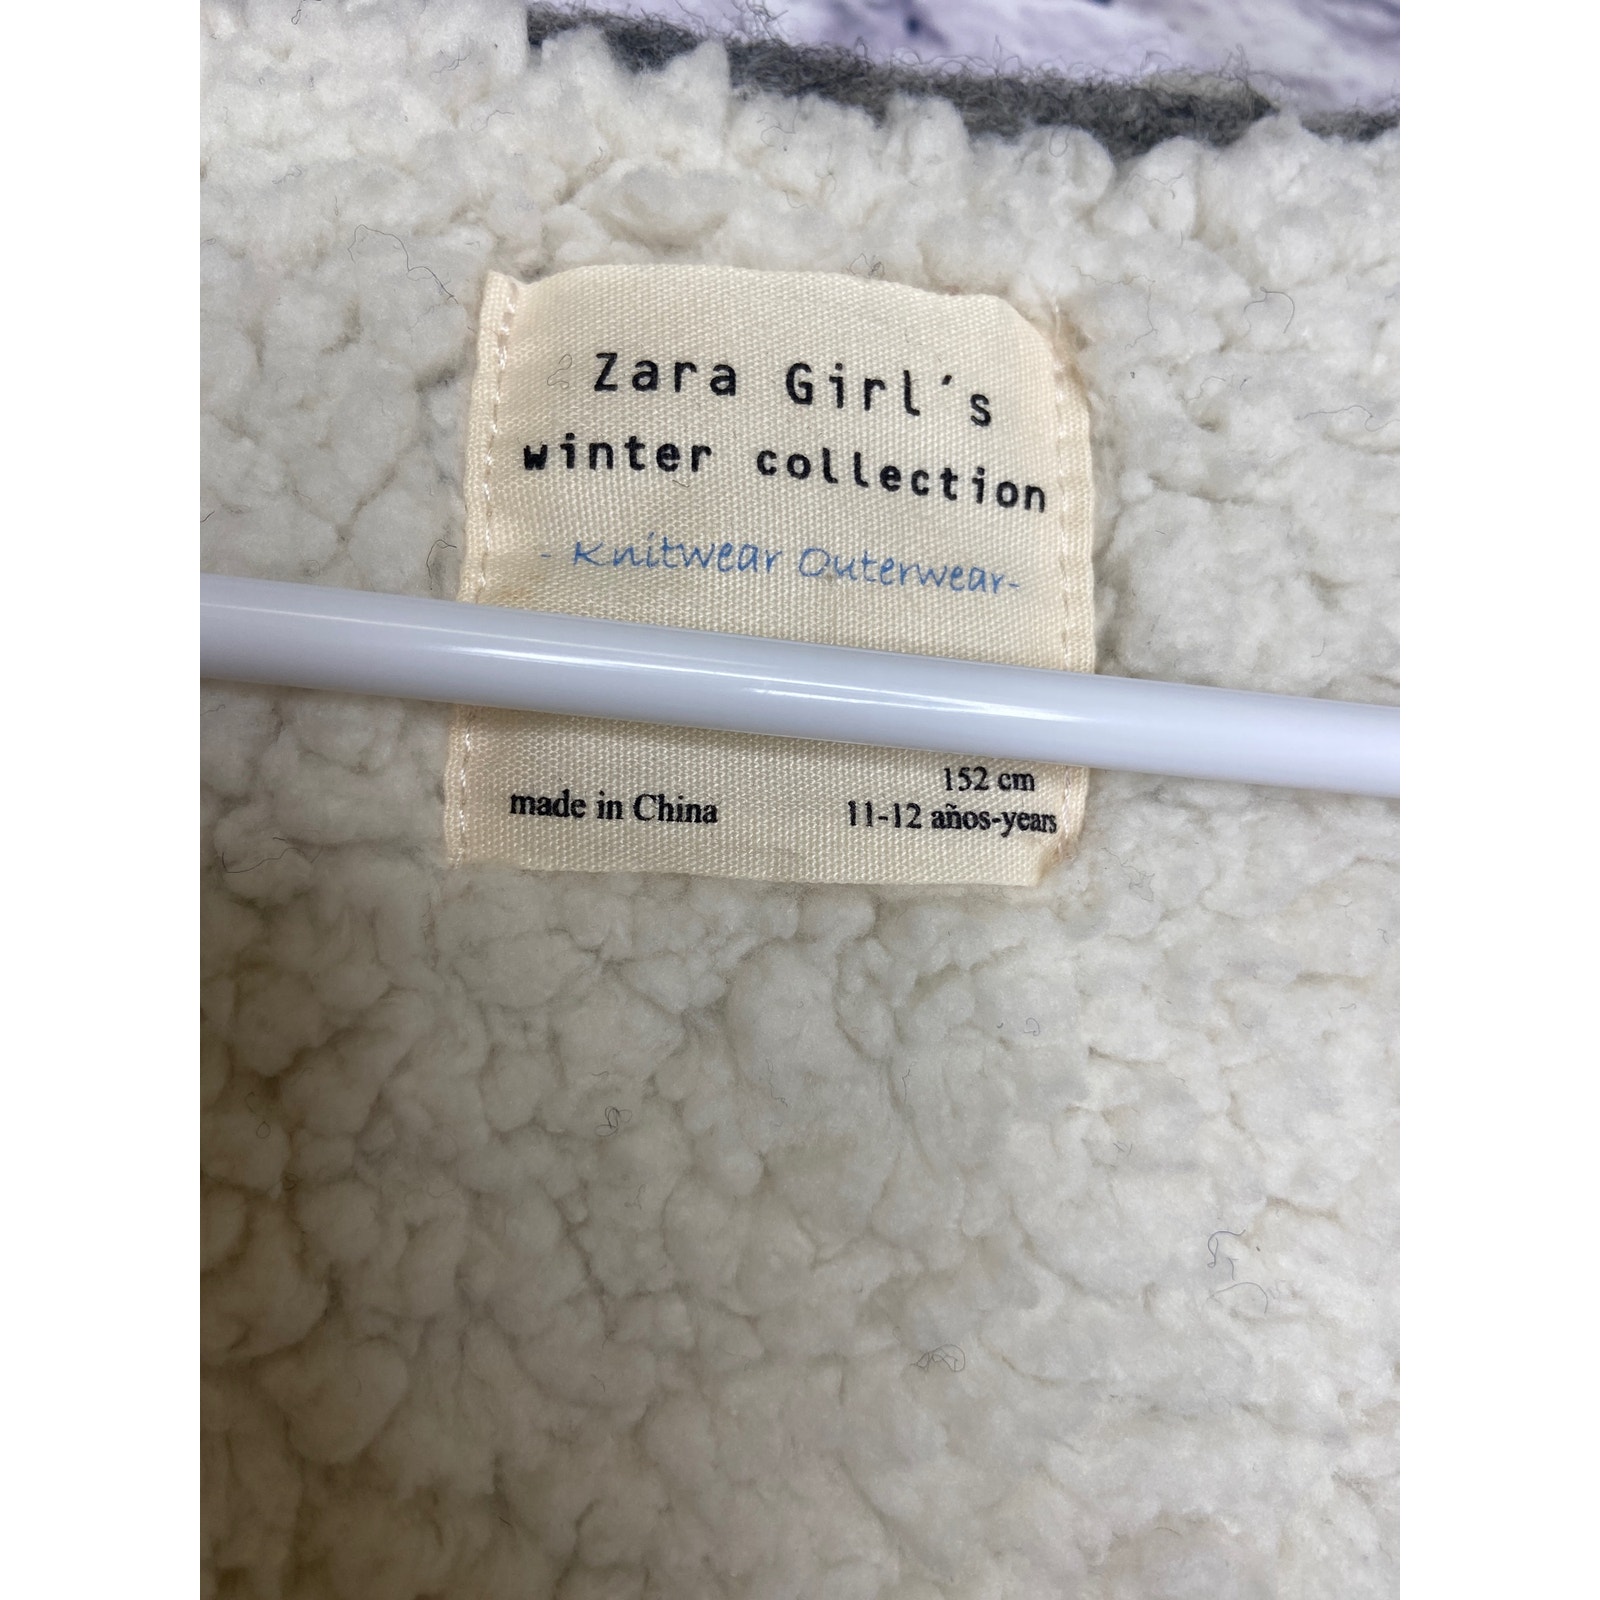 Zara Girl´s
winter collection
- Knitwear Outerwear-
152 cm
made in China 11-12 años-years